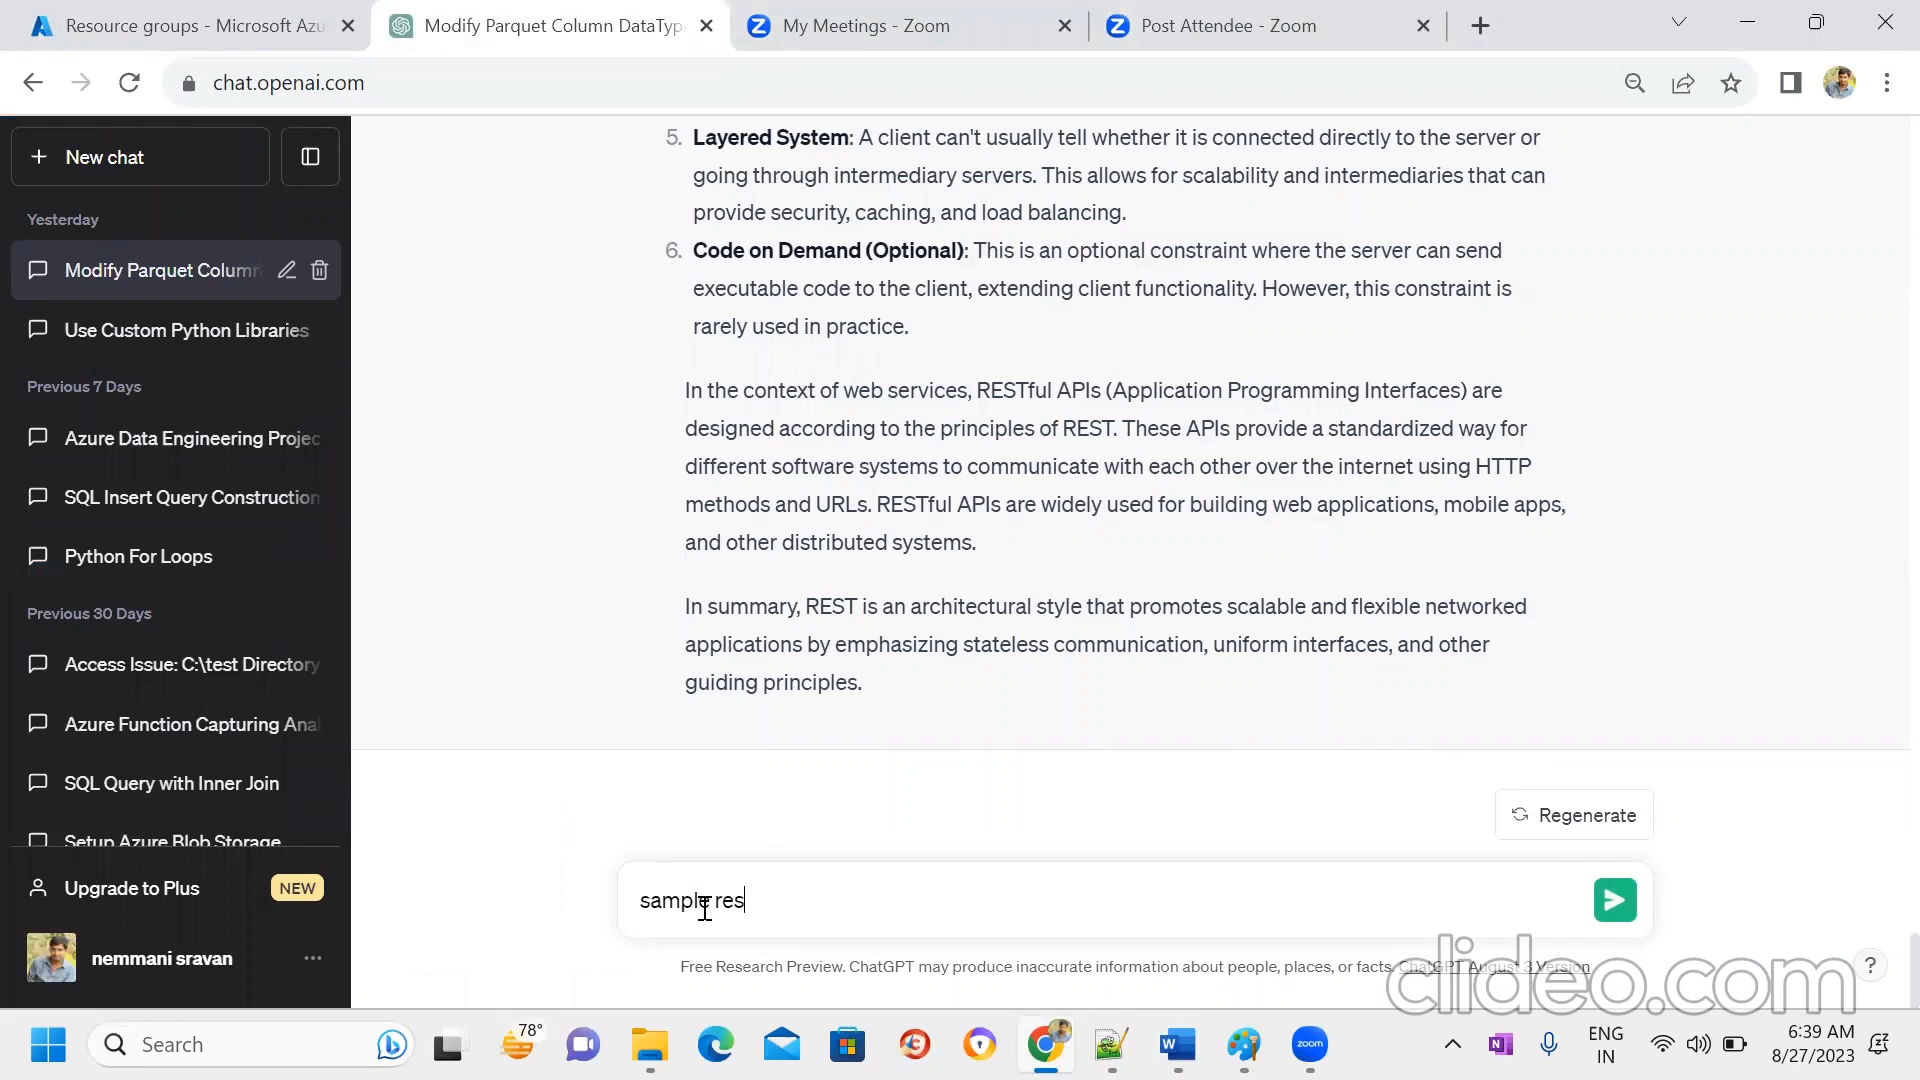 Resource groups - Microsoft Azu
Modify Parquet Column DataTyp
My Meetings - Zoom
Post Attendee - Zoom
chat.openai.com
New chat
Yesterday
Modify Parquet Column
Use Custom Python Libraries
Previous 7 Days
Azure Data Engineering Projec
SQL Insert Query Construction
Python For Loops
Previous 30 Days
Access Issue: C:\test Directory
Azure Function Capturing Anal
SQL Query with Inner Join
Setup Azure Blob Storage
Upgrade to Plus NEW
nemmani sravan
5. Layered System: A client can't usually tell whether it is connected directly to the server or
going through intermediary servers. This allows for scalability and intermediaries that can
provide security, caching, and load balancing.
6. Code on Demand (Optional): This is an optional constraint where the server can send
executable code to the client, extending client functionality. However, this constraint is
rarely used in practice.
In the context of web services, RESTful APIs (Application Programming Interfaces) are
designed according to the principles of REST. These APIs provide a standardized way for
different software systems to communicate with each other over the internet using HTTP
methods and URLs. RESTful APIs are widely used for building web applications, mobile apps,
and other distributed systems.
In summary, REST is an architectural style that promotes scalable and flexible networked
applications by emphasizing stateless communication, uniform interfaces, and other
guiding principles.
Regenerate
sample res
Free Research Preview. ChatGPT may produce inaccurate information about people, places, or facts. ChatGPT August 3 Version
?
clideo.com
Search
78°
zoom
ENG
IN
6:39 AM
8/27/2023